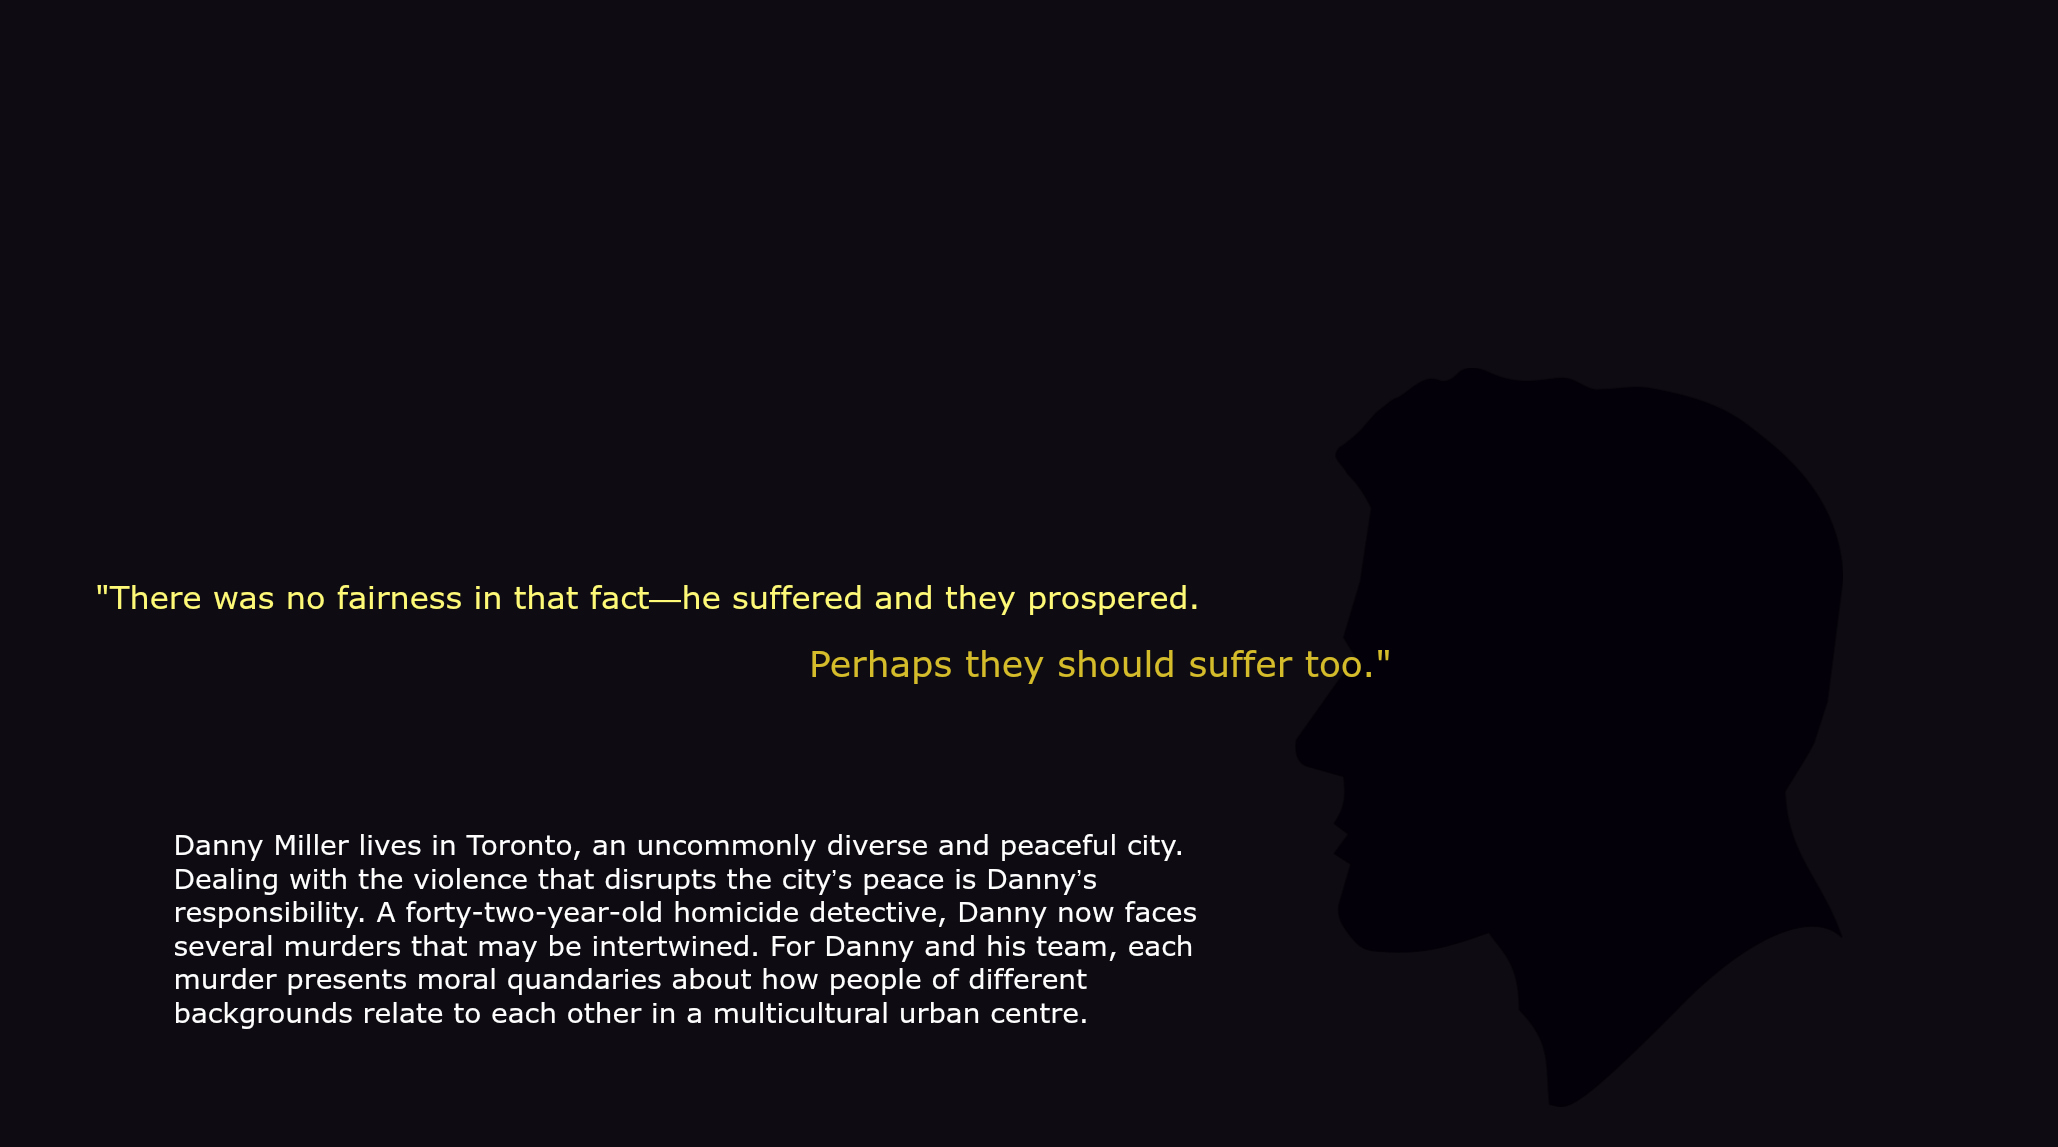 "There was no fairness in that fact—he suffered and they prospered.
Perhaps they should suffer too."
Danny Miller lives in Toronto, an uncommonly diverse and peaceful city.
Dealing with the violence that disrupts the city’s peace is Danny’s
responsibility. A forty-two-year-old homicide detective, Danny now faces
several murders that may be intertwined. For Danny and his team, each
murder presents moral quandaries about how people of different
backgrounds relate to each other in a multicultural urban centre.